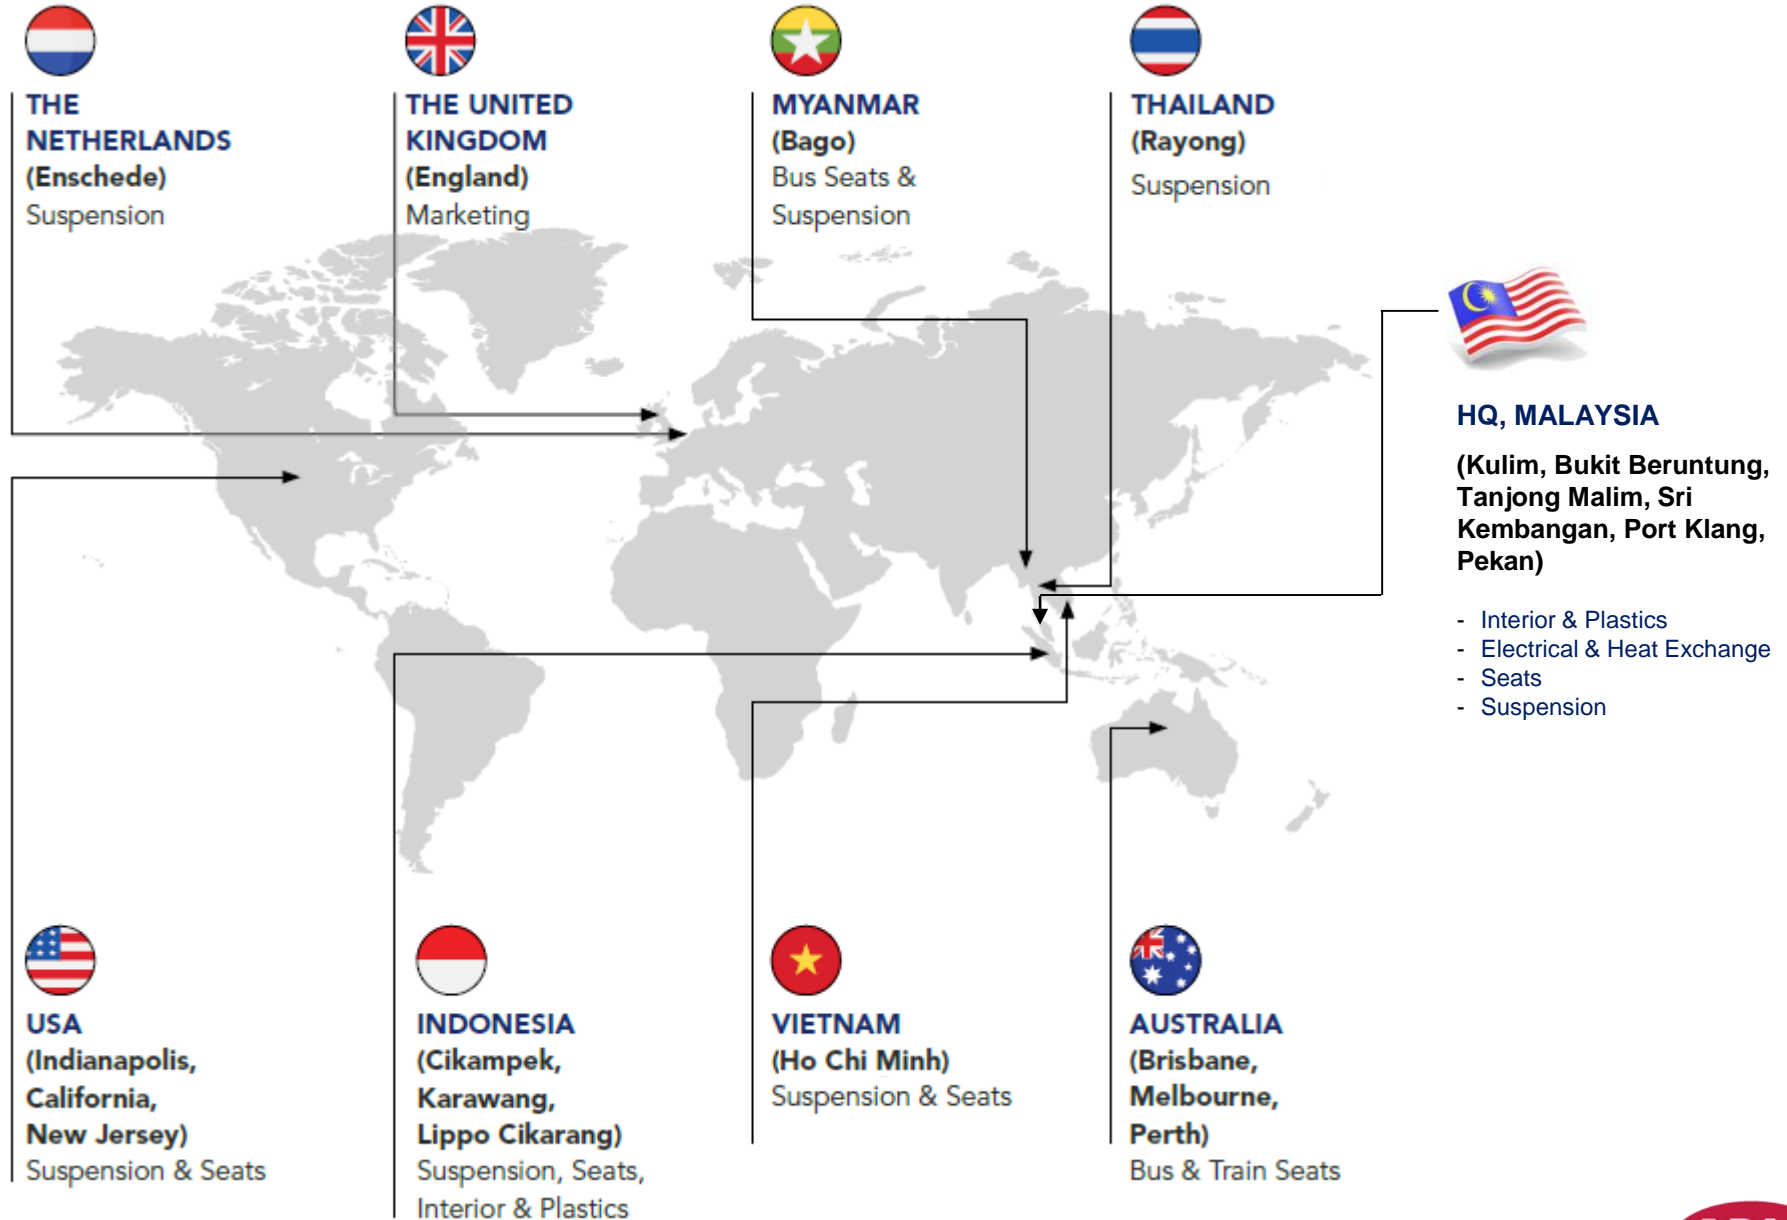 THE
NETHERLANDS
(Enschede)
Suspension
THE UNITED
KINGDOM
(England)
Marketing
MYANMAR
(Bago)
Bus Seats &
Suspension
THAILAND
(Rayong)
Suspension
HQ, MALAYSIA
(Kulim, Bukit Beruntung,
Tanjong Malim, Sri
Kembangan, Port Klang,
Pekan)
- Interior & Plastics
- Electrical & Heat Exchange
- Seats
- Suspension
USA
(Indianapolis,
California,
New Jersey)
Suspension & Seats
INDONESIA
(Cikampek,
Karawang,
Lippo Cikarang)
Suspension, Seats,
Interior & Plastics
VIETNAM
(Ho Chi Minh)
Suspension & Seats
AUSTRALIA
(Brisbane,
Melbourne,
Perth)
Bus & Train Seats